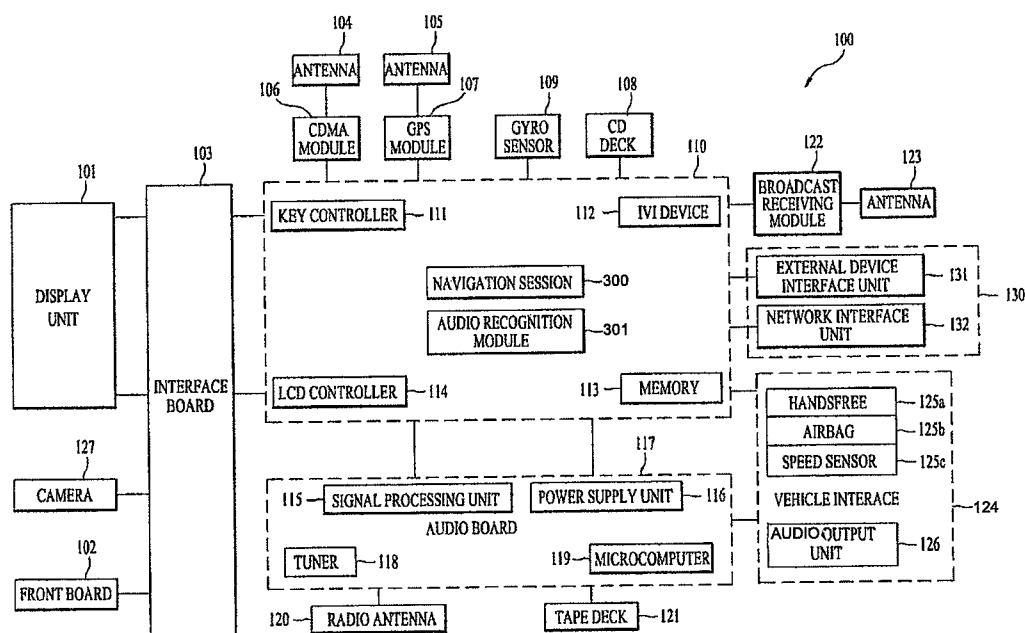 104
105
100
ANTENNA
ANTENNA
106
107
109
108
CDMA MODULE
GPS MODULE
GYRO SENSOR
CD DECK
110
122
123
101
103
BROADCAST RECEIVING MODULE
ANTENNA
KEY CONTROLLER
111
112
IVI DEVICE
DISPLAY UNIT
NAVIGATION SESSION
300
EXTERNAL DEVICE INTERFACE UNIT
131
130
AUDIO RECOGNITION MODULE
301
NETWORK INTERFACE UNIT
132
INTERFACE BOARD
LCD CONTROLLER
114
113
MEMORY
HANDSFREE
125a
AIRBAG
125b
SPEED SENSOR
125c
127
117
CAMERA
115
SIGNAL PROCESSING UNIT
POWER SUPPLY UNIT
116
VEHICLE INTERACE
124
AUDIO BOARD
AUDIO OUTPUT UNIT
126
102
TUNER
118
119
MICROCOMPUTER
FRONT BOARD
120
RADIO ANTENNA
TAPE DECK
121